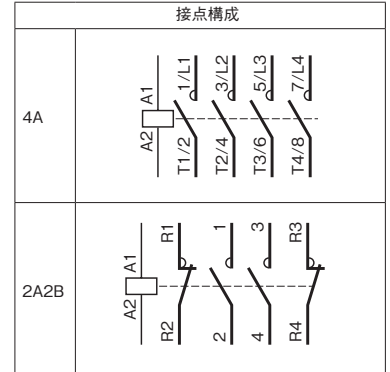 接点構成
4A
A1
A2
1/L1
3/L2
5/L3
7/L4
T1/2
T2/4
T3/6
T4/8
2A2B
A1
A2
R1
1
3
R3
R2
2
4
R4